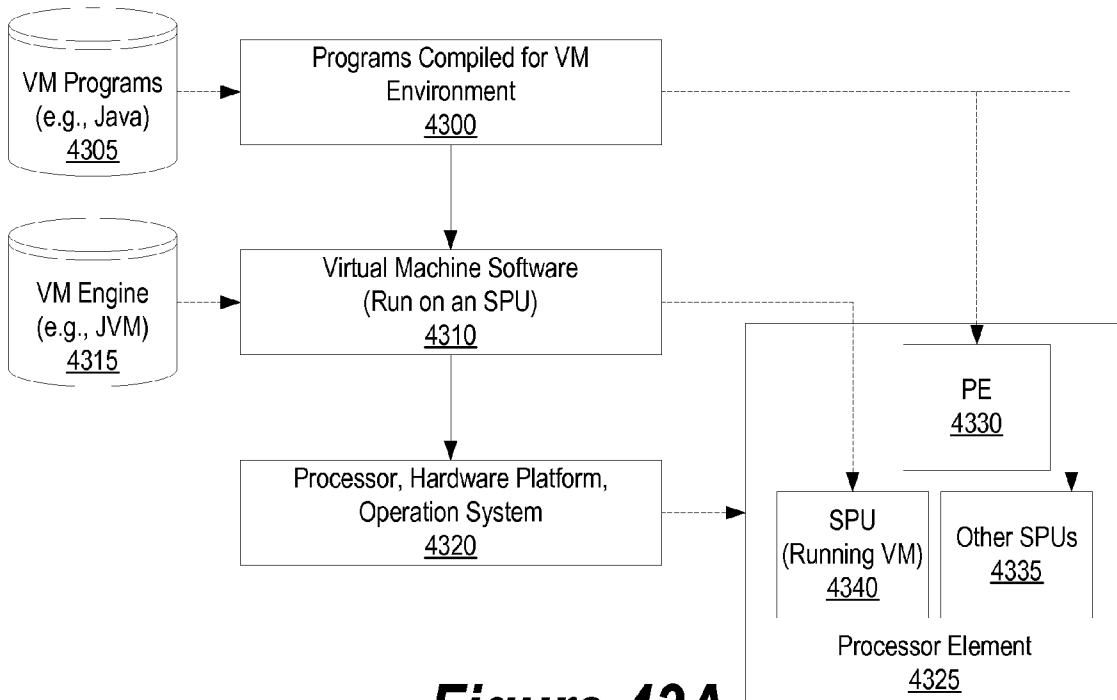 VM Programs
(e.g., Java)
4305
Programs Compiled for VM
Environment
4300
VM Engine
(e.g., JVM)
4315
Virtual Machine Software
(Run on an SPU)
4310
PE
4330
Processor, Hardware Platform,
Operation System
4320
SPU
(Running VM)
4340
Other SPUs
4335
Processor Element
4325
Figure 43A